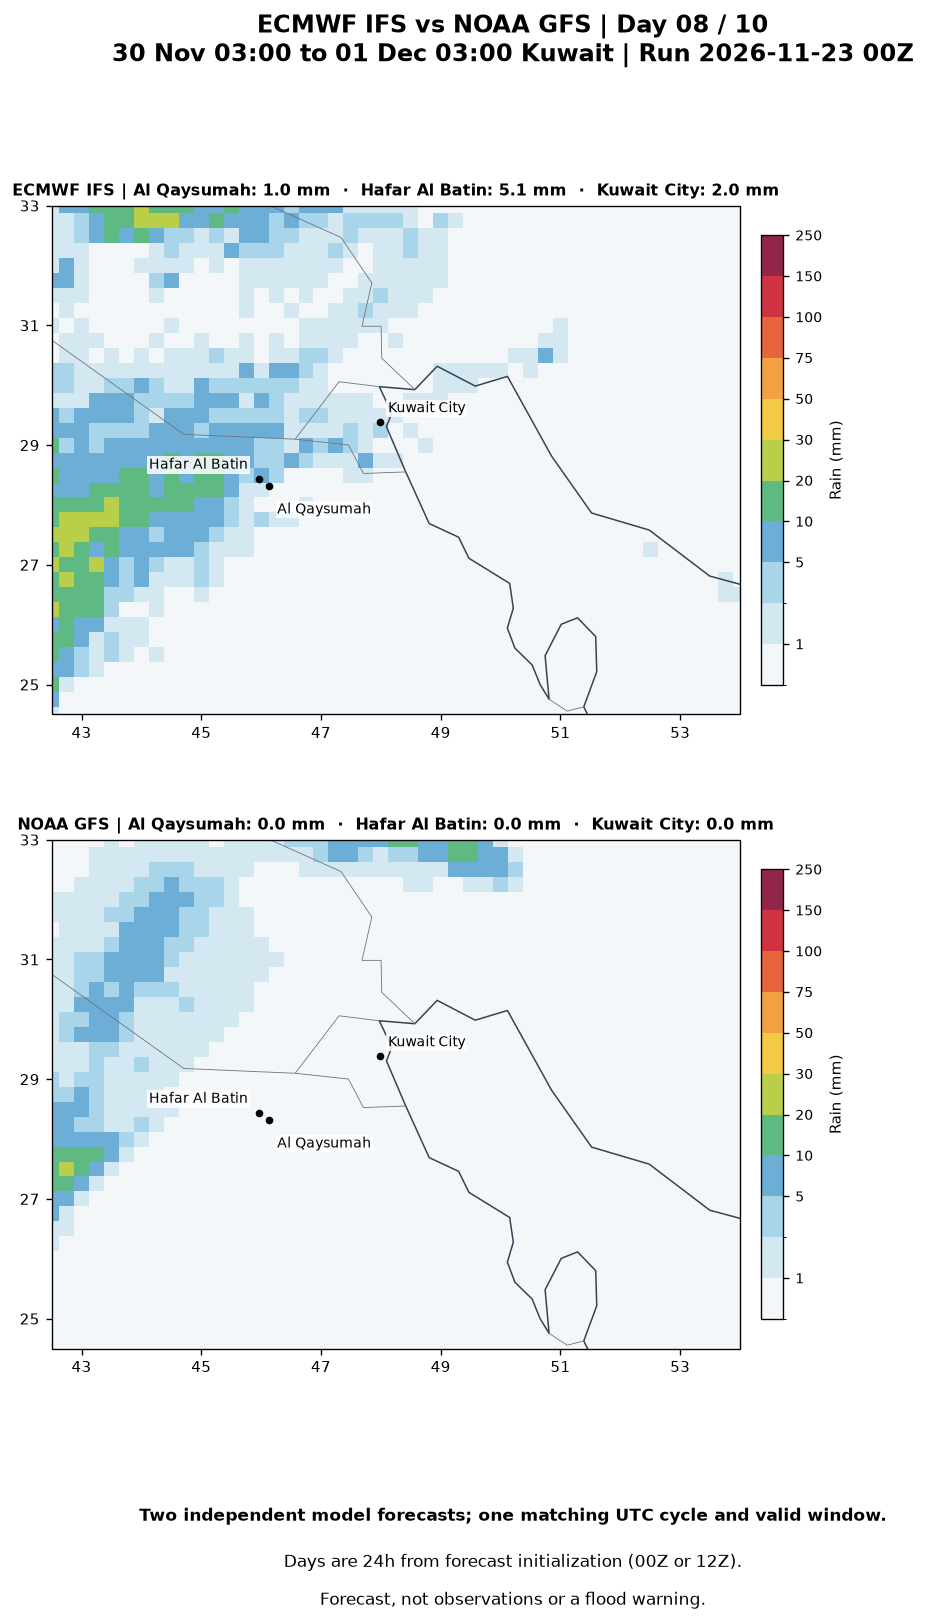 ECMWF IFS vs NOAA GFS | Day 08 / 10
30 Nov 03:00 to 01 Dec 03:00 Kuwait | Run 2026-11-23 00Z
ECMWF IFS | Al Qaysumah: 1.0 mm · Hafar Al Batin: 5.1 mm · Kuwait City: 2.0 mm
33
31
29
27
25
43
45
47
49
51
53
Kuwait City
Hafar Al Batin
Al Qaysumah
250
150
100
75
50
30
20
10
5
1
Rain (mm)
NOAA GFS | Al Qaysumah: 0.0 mm · Hafar Al Batin: 0.0 mm · Kuwait City: 0.0 mm
33
31
29
27
25
43
45
47
49
51
53
Kuwait City
Hafar Al Batin
Al Qaysumah
250
150
100
75
50
30
20
10
5
1
Rain (mm)
Two independent model forecasts; one matching UTC cycle and valid window.
Days are 24h from forecast initialization (00Z or 12Z).
Forecast, not observations or a flood warning.